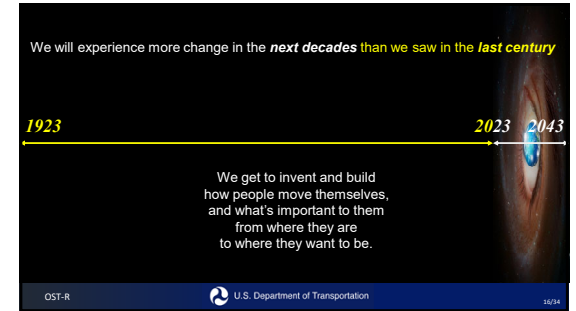 We will experience more change in the next decades than we saw in the last century
1923 2023 2043
We get to invent and build
how people move themselves,
and what's important to them
from where they are
to where they want to be.
OST-R U.S. Department of Transportation 16/34